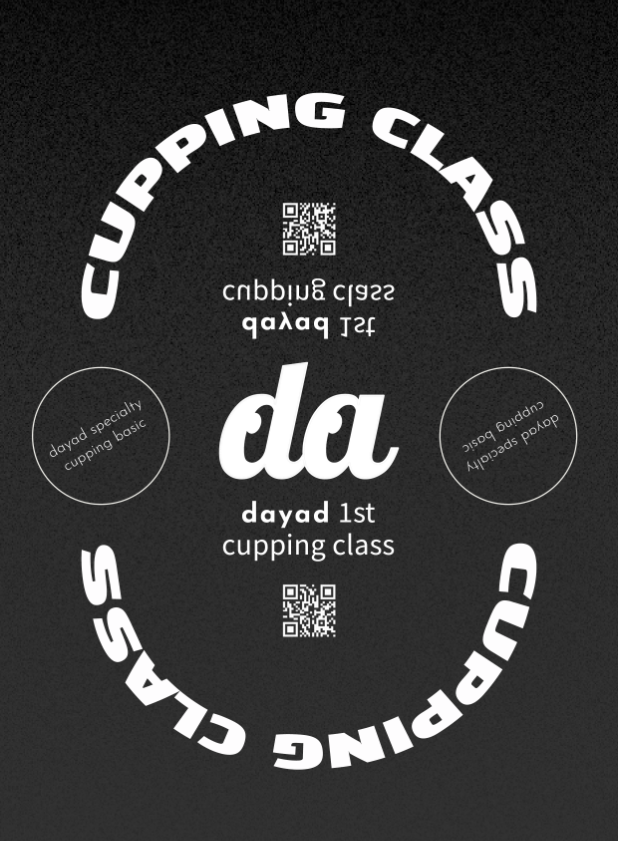 CUPPING CLASS
cupping class
dayad 1st
dayad specialty
cupping basic
da
dayad specialty
cupping basic
dayad 1st
cupping class
CUPPING CLASS